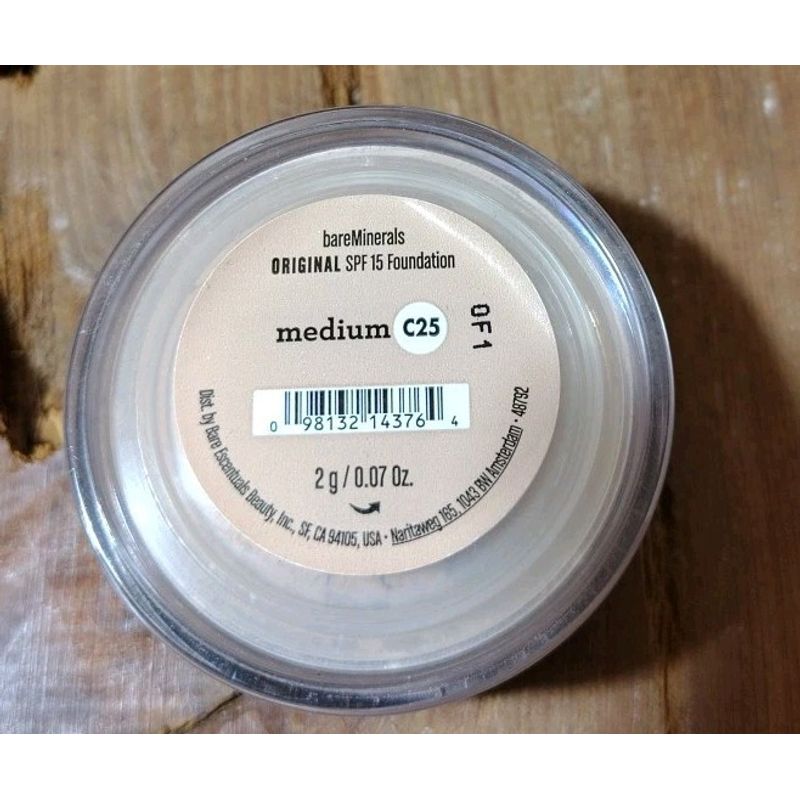 bareMinerals
ORIGINAL SPF 15 Foundation
medium C25
0F1
0 98132 14376 4
2 g / 0.07 Oz.
Dist. by Bare Escentuals Beauty, Inc., SF, CA 94105, USA · Naritaweg 165, 1043 BW Amsterdam · 48792